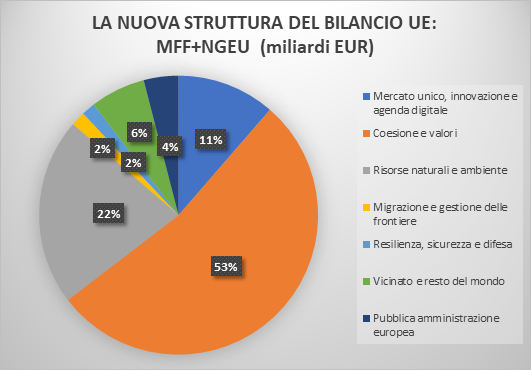 LA NUOVA STRUTTURA DEL BILANCIO UE:
MFF+NGEU (miliardi EUR)
11%
53%
22%
2%
2%
6%
4%
Mercato unico, innovazione e
agenda digitale
Coesione e valori
Risorse naturali e ambiente
Migrazione e gestione delle
frontiere
Resilienza, sicurezza e difesa
Vicinato e resto del mondo
Pubblica amministrazione
europea